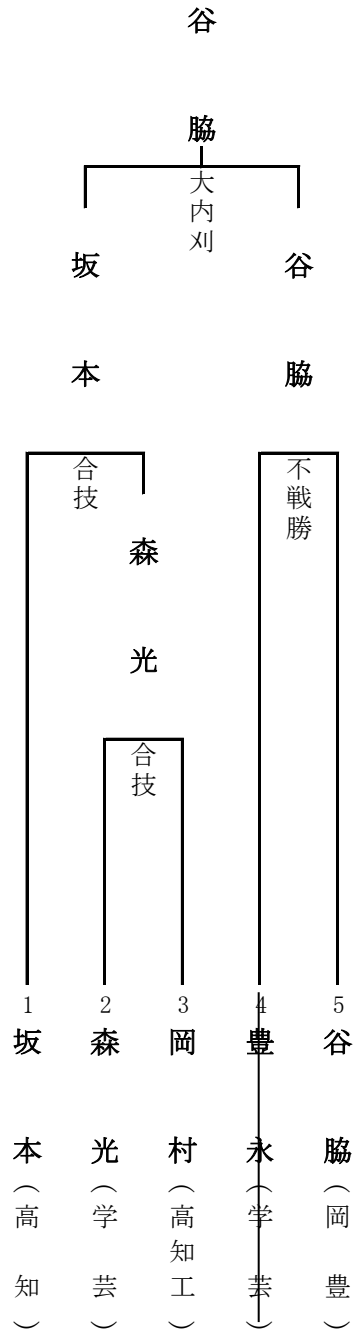 谷脇
大内刈
坂本
谷脇
合技
不戦勝
森光
合技
1
坂本(高知)
2
森光(学芸)
3
岡村(高知工)
4
豊永(学芸)
5
谷脇(岡豊)